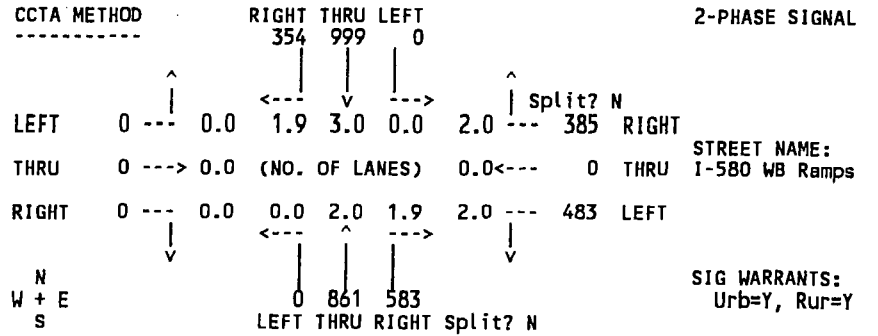 CCTA METHOD RIGHT THRU LEFT 2-PHASE SIGNAL
----------- 354 999 0
^ | | | ^
| <--- v ---> | Split? N
LEFT 0 --- 0.0 1.9 3.0 0.0 2.0 --- 385 RIGHT
STREET NAME:
THRU 0 ---> 0.0 (NO. OF LANES) 0.0<--- 0 THRU I-580 WB Ramps
RIGHT 0 --- 0.0 0.0 2.0 1.9 2.0 --- 483 LEFT
| <--- ^ ---> |
v | | | v
N SIG WARRANTS:
W + E 0 861 583 Urb=Y, Rur=Y
S LEFT THRU RIGHT Split? N